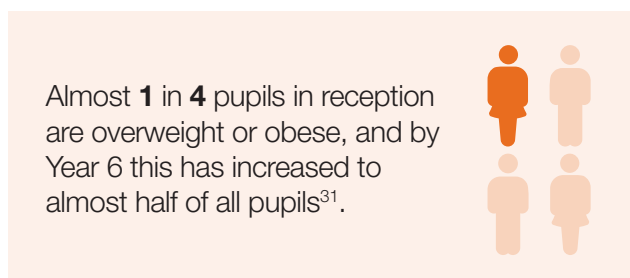 Almost 1 in 4 pupils in reception
are overweight or obese, and by
Year 6 this has increased to
almost half of all pupils³¹.